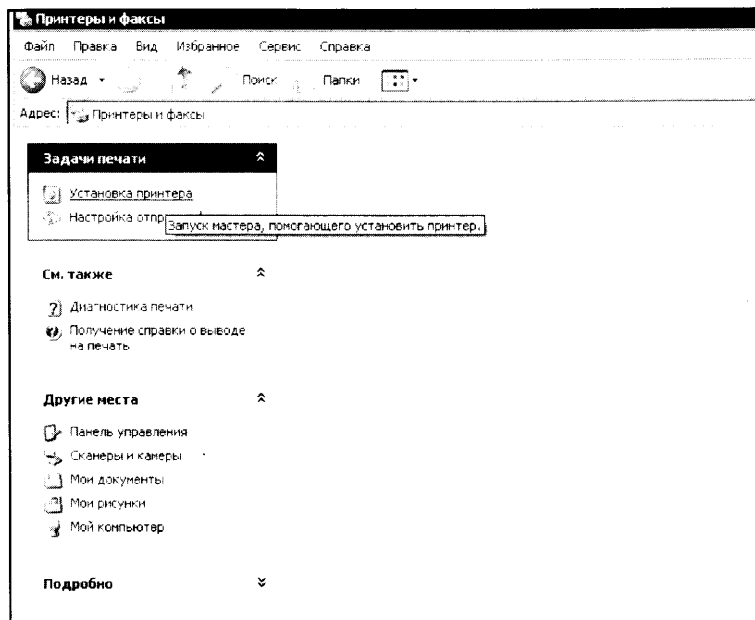 Принтеры и факсы
Файл Правка Вид Избранное Сервис Справка
Назад Поиск Папки
Адрес: Принтеры и факсы
Задачи печати
Установка принтера
Настройка отпр
Запуск мастера, помогающего установить принтер.
См. также
Диагностика печати
Получение справки о выводе
на печать
Другие места
Панель управления
Сканеры и камеры
Мои документы
Мои рисунки
Мой компьютер
Подробно